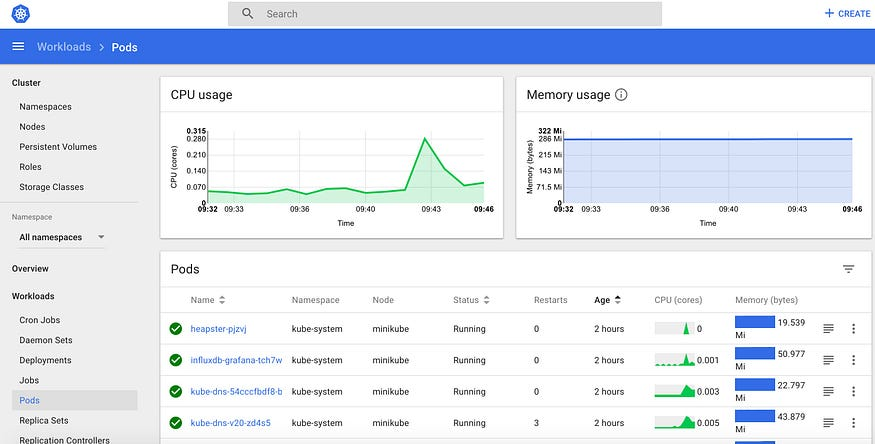 Search
CREATE
Workloads > Pods
Cluster
Namespaces
Nodes
Persistent Volumes
Roles
Storage Classes
Namespace
All namespaces
Overview
Workloads
Cron Jobs
Daemon Sets
Deployments
Jobs
Pods
Replica Sets
Replication Controllers
CPU usage
CPU (cores)
0.315
0.280
0.210
0.140
0.070
0
09:32 09:33 09:36 09:40 09:43 09:46
Time
Memory usage
Memory (bytes)
322 Mi
286 Mi
215 Mi
143 Mi
71.5 Mi
0
09:32 09:33 09:36 09:40 09:43 09:46
Time
Pods
Name Namespace Node Status Restarts Age CPU (cores) Memory (bytes)
heapster-pjzvj kube-system minikube Running 0 2 hours 0 19.539 Mi
influxdb-grafana-tch7w kube-system minikube Running 0 2 hours 0.001 50.977 Mi
kube-dns-54cccfbdf8-b kube-system minikube Running 0 2 hours 0.003 22.797 Mi
kube-dns-v20-zd4s5 kube-system minikube Running 3 2 hours 0.005 43.879 Mi